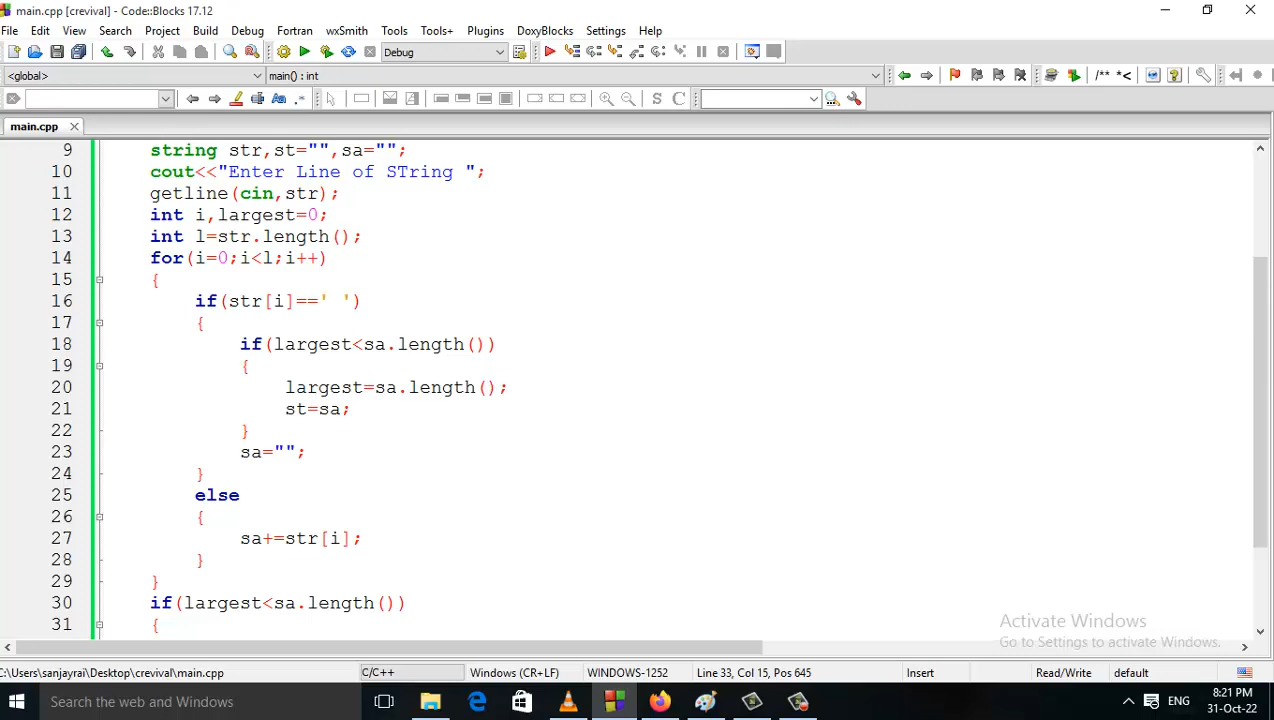 main.cpp [crevival] - Code::Blocks 17.12
File Edit View Search Project Build Debug Fortran wxSmith Tools Tools+ Plugins DoxyBlocks Settings Help
Debug
<global> main() : int /** *<
S C
main.cpp
9 string str,st="",sa="";
10 cout<<"Enter Line of STring ";
11 getline(cin,str);
12 int i,largest=0;
13 int l=str.length();
14 for(i=0;i<l;i++)
15 {
16 if(str[i]==' ')
17 {
18 if(largest<sa.length())
19 {
20 largest=sa.length();
21 st=sa;
22 }
23 sa="";
24 }
25 else
26 {
27 sa+=str[i];
28 }
29 }
30 if(largest<sa.length())
31 {
Activate Windows
Go to Settings to activate Windows.
C:\Users\sanjayrai\Desktop\crevival\main.cpp C/C++ Windows (CR+LF) WINDOWS-1252 Line 33, Col 15, Pos 645 Insert Read/Write default
Search the web and Windows ENG 8:21 PM
31-Oct-22